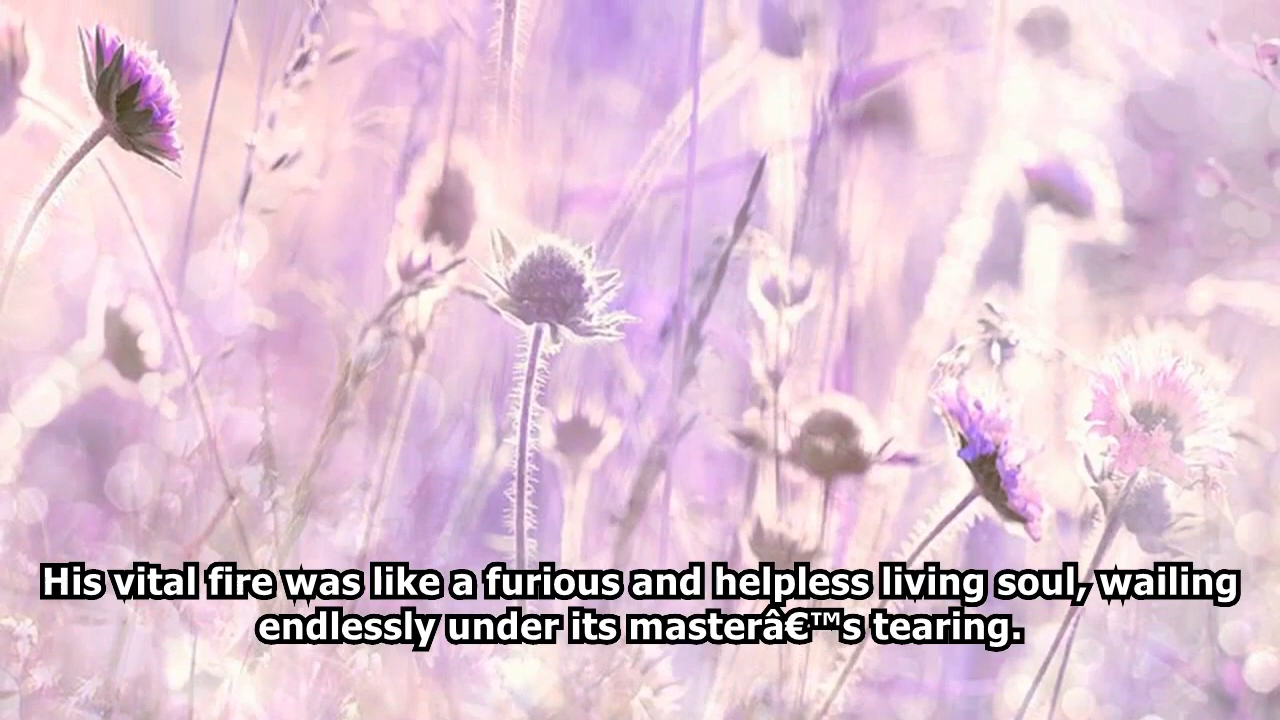 His vital fire was like a furious and helpless living soul, wailing
endlessly under its masterâ€™s tearing.